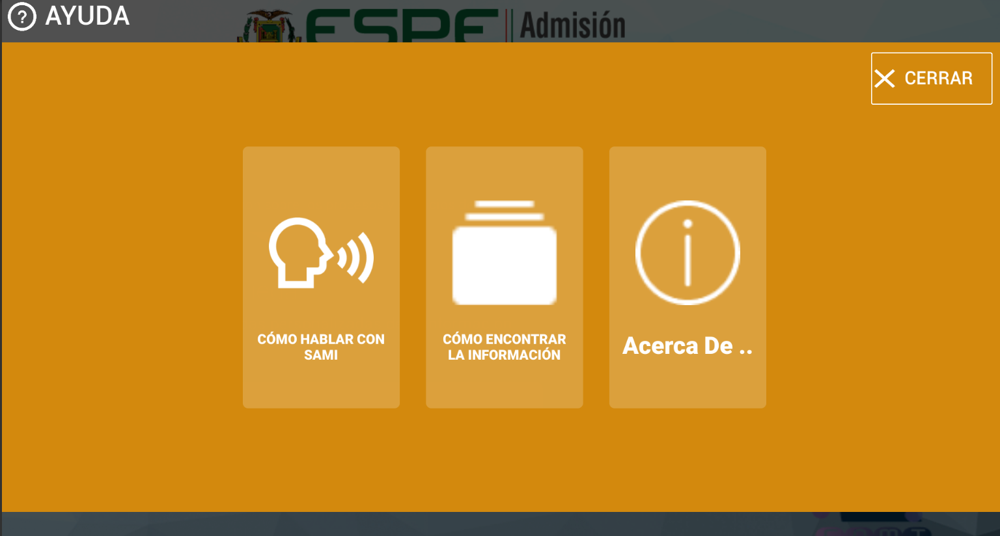 ? AYUDA
ESPE Admisión
CERRAR
CÓMO HABLAR CON
SAMI
CÓMO ENCONTRAR
LA INFORMACIÓN
Acerca De ..